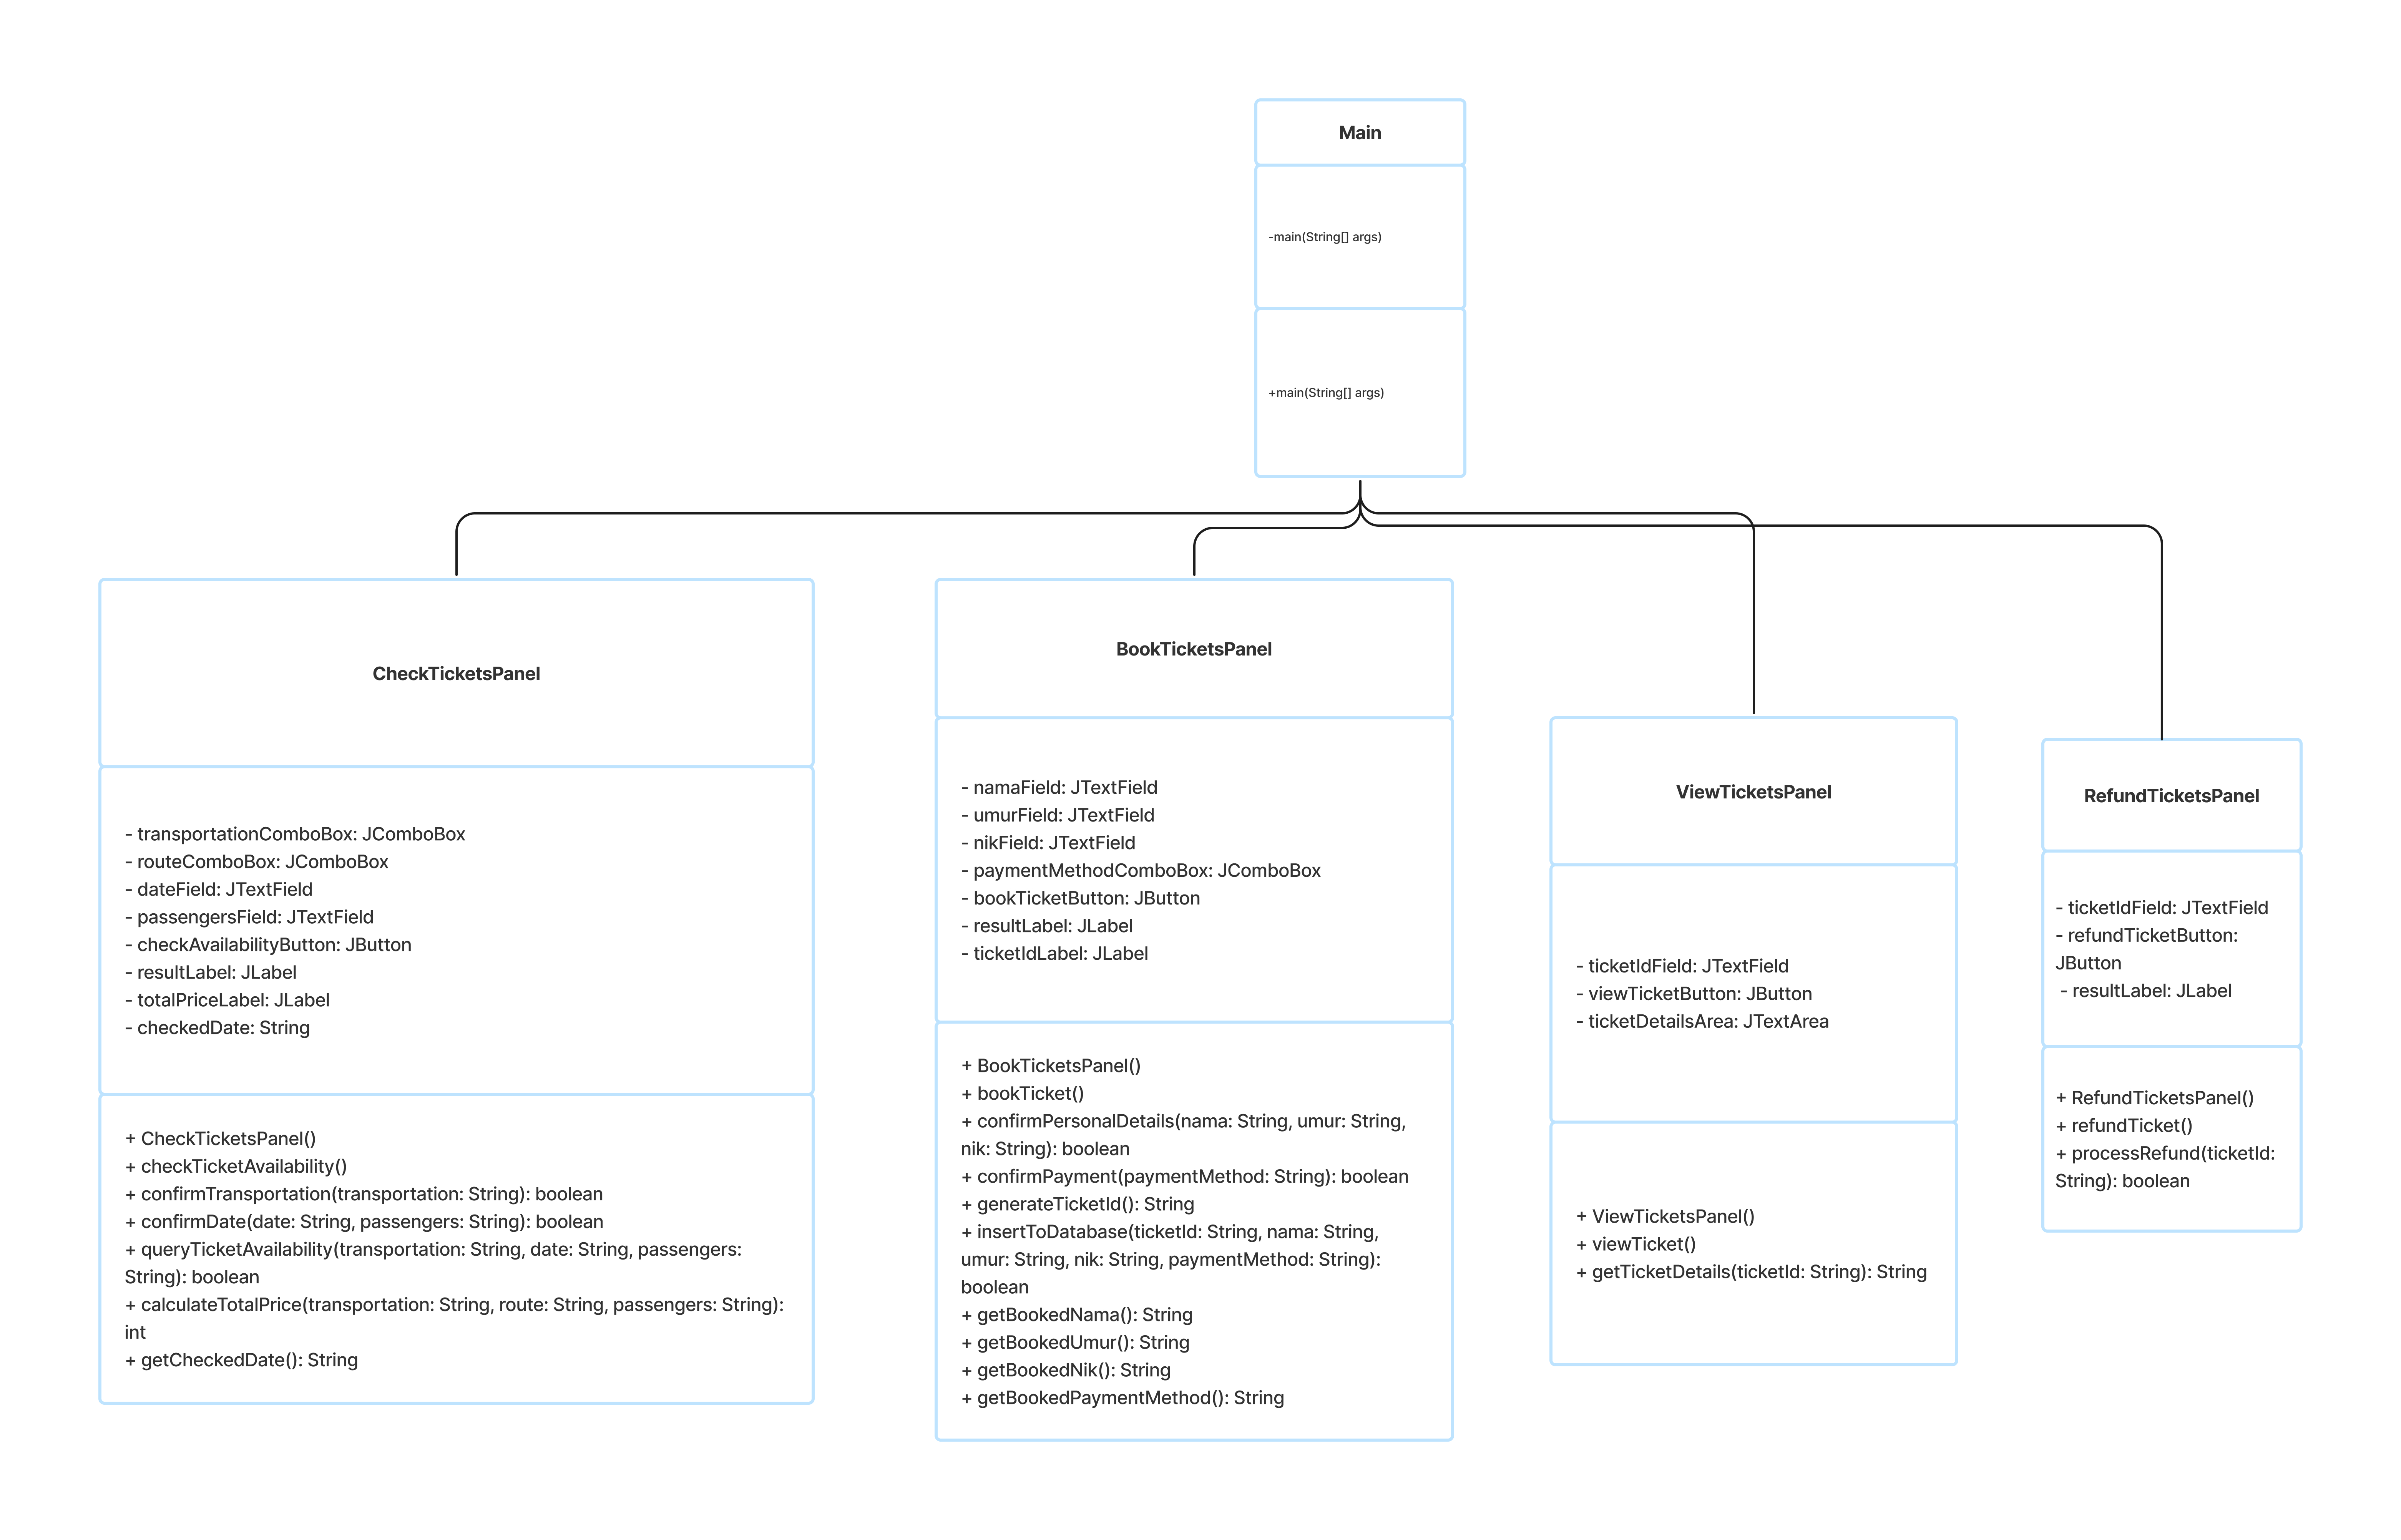 Main
-main(String[] args)
+main(String[] args)
CheckTicketsPanel
- transportationComboBox: JComboBox
- routeComboBox: JComboBox
- dateField: JTextField
- passengersField: JTextField
- checkAvailabilityButton: JButton
- resultLabel: JLabel
- totalPriceLabel: JLabel
- checkedDate: String
+ CheckTicketsPanel()
+ checkTicketAvailability()
+ confirmTransportation(transportation: String): boolean
+ confirmDate(date: String, passengers: String): boolean
+ queryTicketAvailability(transportation: String, date: String, passengers:
String): boolean
+ calculateTotalPrice(transportation: String, route: String, passengers: String):
int
+ getCheckedDate(): String
BookTicketsPanel
- namaField: JTextField
- umurField: JTextField
- nikField: JTextField
- paymentMethodComboBox: JComboBox
- bookTicketButton: JButton
- resultLabel: JLabel
- ticketIdLabel: JLabel
+ BookTicketsPanel()
+ bookTicket()
+ confirmPersonalDetails(nama: String, umur: String,
nik: String): boolean
+ confirmPayment(paymentMethod: String): boolean
+ generateTicketId(): String
+ insertToDatabase(ticketId: String, nama: String,
umur: String, nik: String, paymentMethod: String):
boolean
+ getBookedNama(): String
+ getBookedUmur(): String
+ getBookedNik(): String
+ getBookedPaymentMethod(): String
ViewTicketsPanel
- ticketIdField: JTextField
- viewTicketButton: JButton
- ticketDetailsArea: JTextArea
+ ViewTicketsPanel()
+ viewTicket()
+ getTicketDetails(ticketId: String): String
RefundTicketsPanel
- ticketIdField: JTextField
- refundTicketButton:
JButton
- resultLabel: JLabel
+ RefundTicketsPanel()
+ refundTicket()
+ processRefund(ticketId:
String): boolean